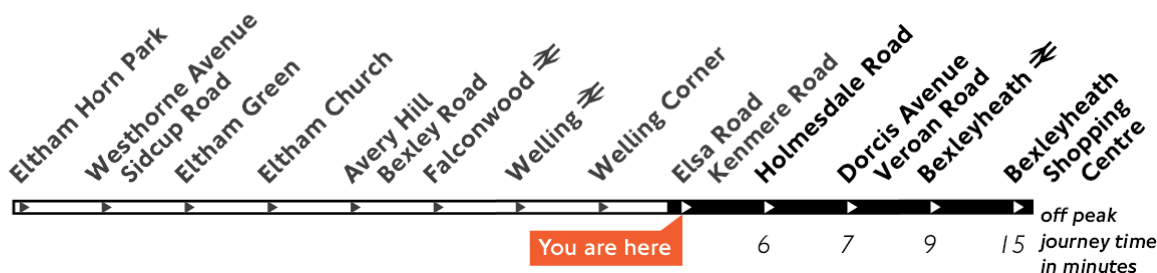 Eltham Horn Park
Westhorne Avenue
Sidcup Road
Eltham Green
Eltham Church
Avery Hill
Bexley Road
Falconwood
Welling
Welling Corner
Elsa Road
Kenmere Road
Holmesdale Road
Dorcis Avenue
Veroan Road
Bexleyheath
Bexleyheath
Shopping
Centre
You are here
6
7
9
15
off peak
journey time
in minutes